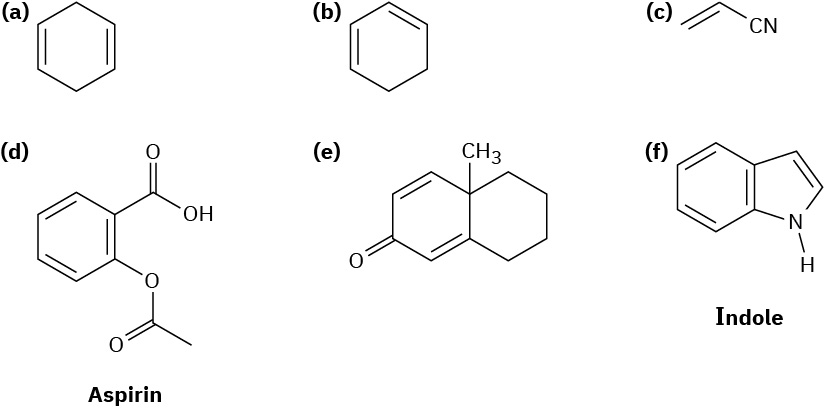 (a)
(b)
(c)
CN
(d)
O
OH
O
O
Aspirin
(e)
CH3
O
(f)
N
H
Indole